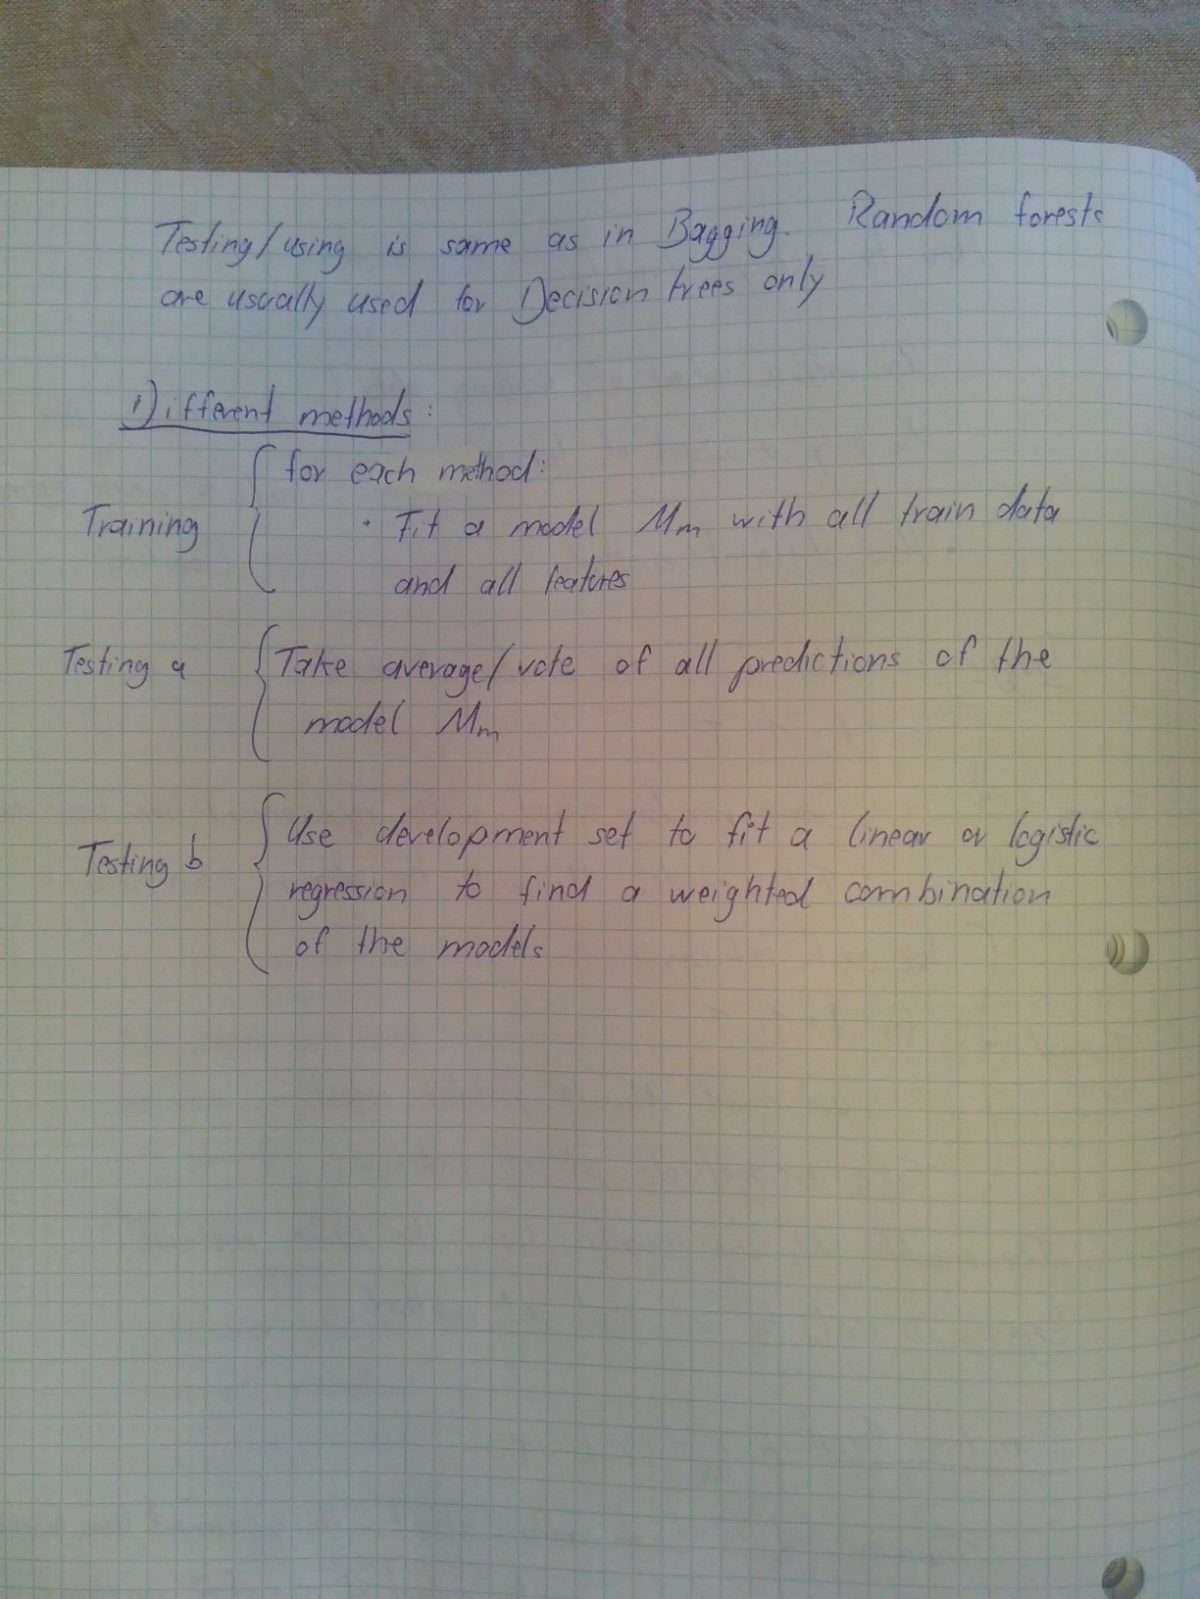 Testing/using is same as in Bagging. Random forests
are usually used for Decision trees only
Different methods:
for each method:
Training
· Fit a model Mm with all train data
and all features
Testing a
Take average/vote of all predictions of the
model Mm
Testing b
Use development set to fit a linear or logistic
regression to find a weighted combination
of the models